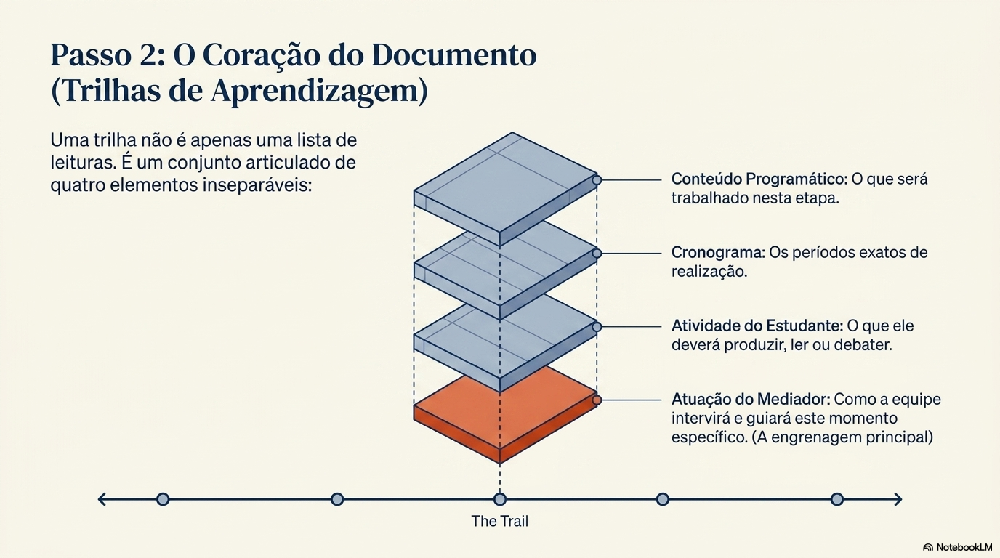 Passo 2: O Coração do Documento
(Trilhas de Aprendizagem)
Uma trilha não é apenas uma lista de
leituras. É um conjunto articulado de
quatro elementos inseparáveis:
Conteúdo Programático: O que será
trabalhado nesta etapa.
Cronograma: Os períodos exatos de
realização.
Atividade do Estudante: O que ele
deverá produzir, ler ou debater.
Atuação do Mediador: Como a equipe
intervirá e guiará este momento
específico. (A engrenagem principal)
The Trail
NotebookLM